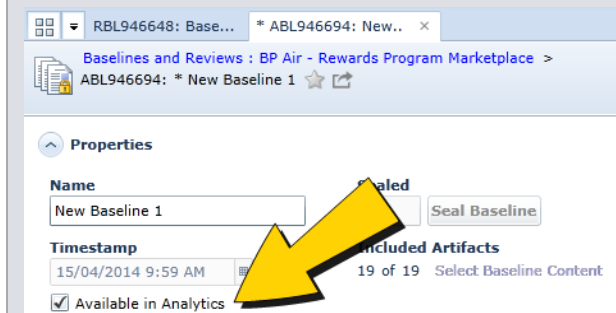 RBL946648: Base... * ABL946694: New.. ×
Baselines and Reviews : BP Air - Rewards Program Marketplace >
ABL946694: * New Baseline 1
Properties
Name
New Baseline 1
Seal Baseline
Timestamp
15/04/2014 9:59 AM
Included Artifacts
19 of 19 Select Baseline Content
Available in Analytics